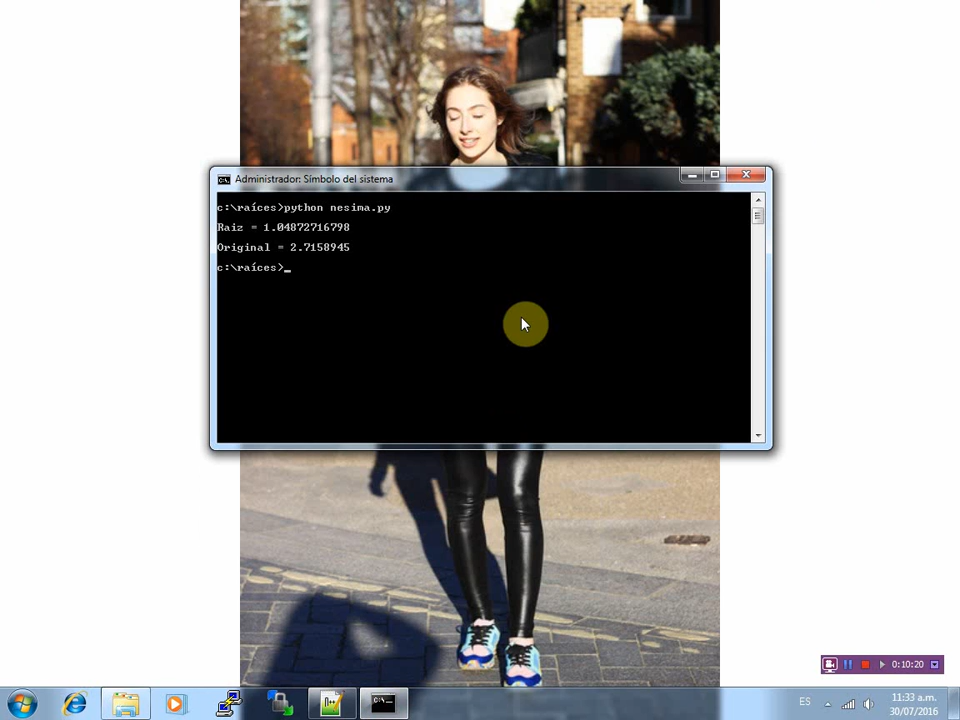 Administrador: Símbolo del sistema
c:\raíces>python nesima.py
Raiz = 1.04872716798
Original = 2.7158945
c:\raíces>_
0:10:20
ES
11:33 a.m.
30/07/2016